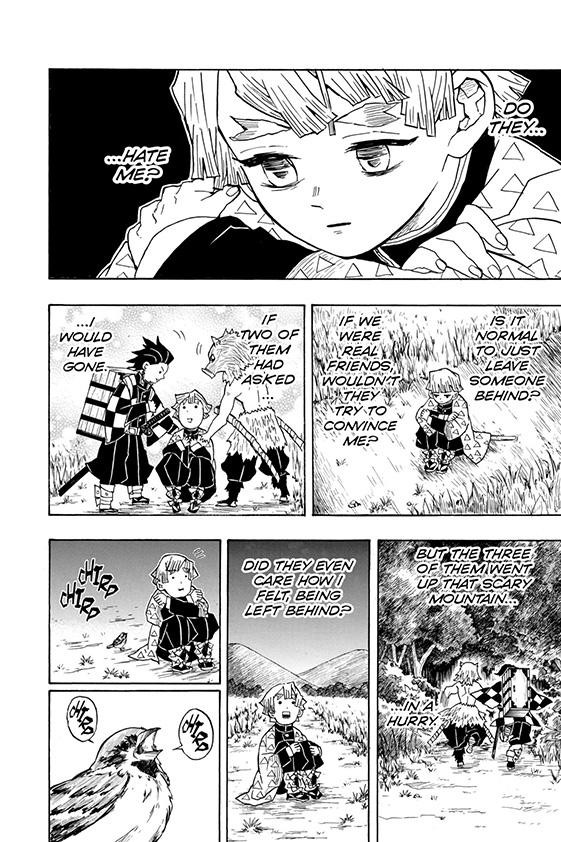 DO
THEY...
...HATE
ME?
IS IT
NORMAL
TO JUST
LEAVE
SOMEONE
BEHIND?
IF WE
WERE
REAL
FRIENDS,
WOULDN'T
THEY
TRY TO
CONVINCE
ME?
IF
TWO OF
THEM
HAD
ASKED
...
...I
WOULD
HAVE
GONE.
BUT THE THREE
OF THEM WENT
UP THAT SCARY
MOUNTAIN...
...IN A
HURRY.
DID THEY EVEN
CARE HOW I
FELT, BEING
LEFT BEHIND?
CHIRP
CHIRP
CHIRP
CHIRP